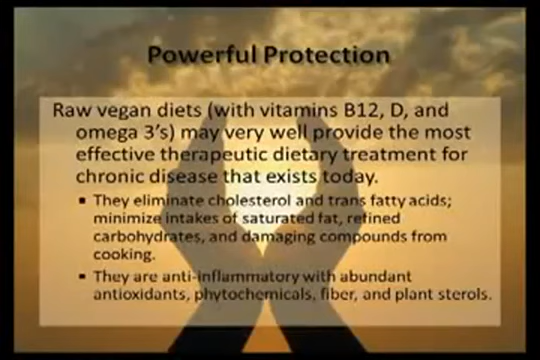 Powerful Protection
Raw vegan diets (with vitamins B12, D, and
omega 3's) may very well provide the most
effective therapeutic dietary treatment for
chronic disease that exists today.
▪ They eliminate cholesterol and trans fatty acids;
minimize intakes of saturated fat, refined
carbohydrates, and damaging compounds from
cooking.
▪ They are anti-inflammatory with abundant
antioxidants, phytochemicals, fiber, and plant sterols.